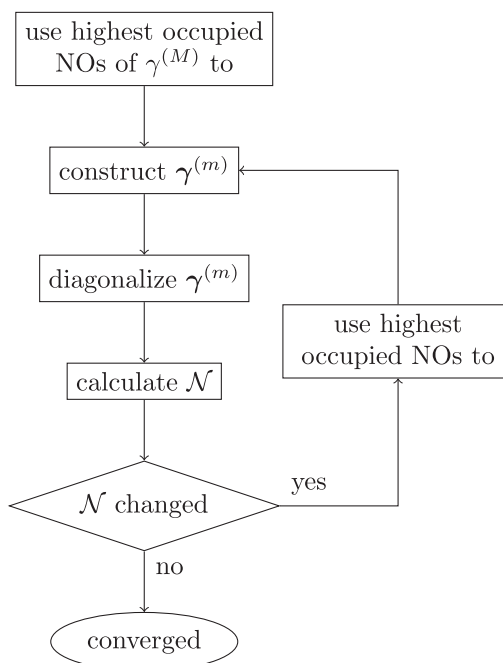 use highest occupied
NOs of γ^(M) to
construct γ^(m)
diagonalize γ^(m)
use highest
occupied NOs to
calculate 𝒩
𝒩 changed
yes
no
converged